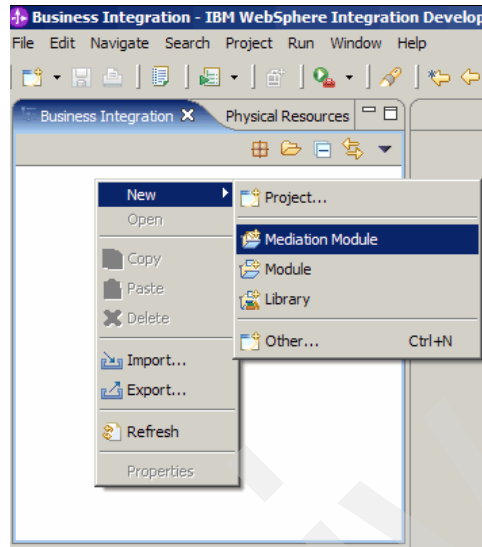 Business Integration - IBM WebSphere Integration Develop
File Edit Navigate Search Project Run Window Help
Business Integration Physical Resources
New
Project...
Open
Mediation Module
Copy
Module
Paste
Library
Delete
Other... Ctrl+N
Import...
Export...
Refresh
Properties